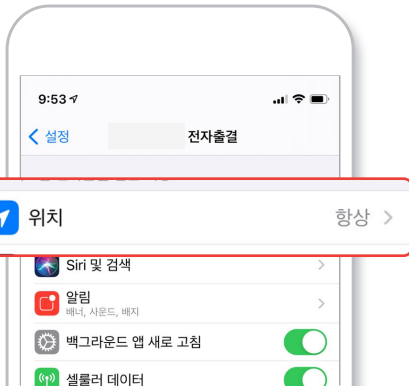 9:53
설정
전자출결
위치
항상
Siri 및 검색
알림
배너, 사운드, 배지
백그라운드 앱 새로 고침
셀룰러 데이터